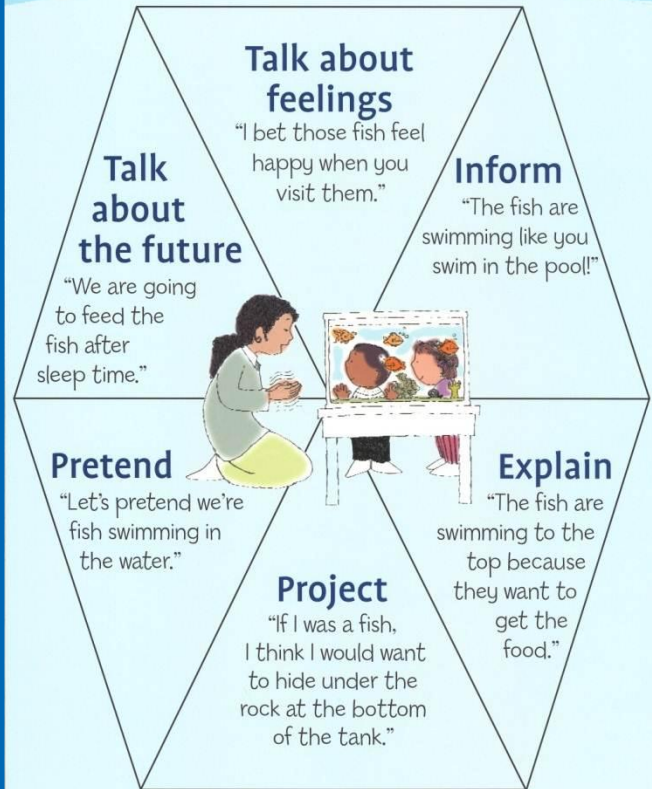 Talk about
feelings
"I bet those fish feel
happy when you
visit them."
Inform
"The fish are
swimming like you
swim in the pool!"
Explain
"The fish are
swimming to the
top because
they want to
get the
food."
Project
"If I was a fish,
I think I would want
to hide under the
rock at the bottom
of the tank."
Pretend
"Let's pretend we're
fish swimming in
the water."
Talk
about
the future
"We are going
to feed the
fish after
sleep time."